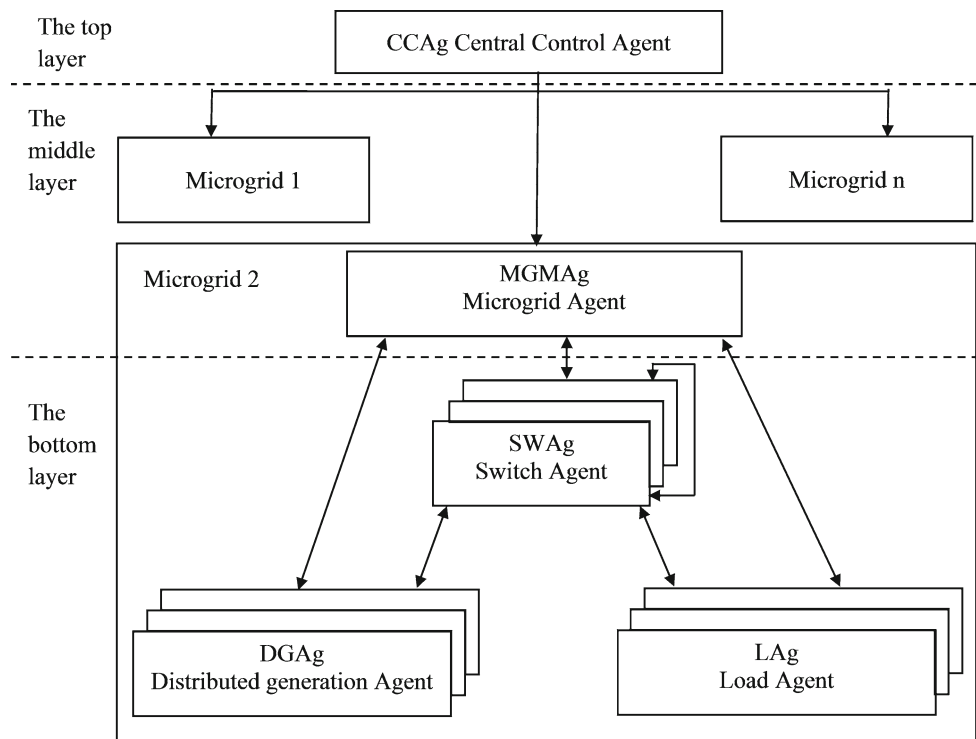 The top
layer
CCAg Central Control Agent
The
middle
layer
Microgrid 1
Microgrid n
Microgrid 2
MGMAg
Microgrid Agent
The
bottom
layer
SWAg
Switch Agent
DGAg
Distributed generation Agent
LAg
Load Agent